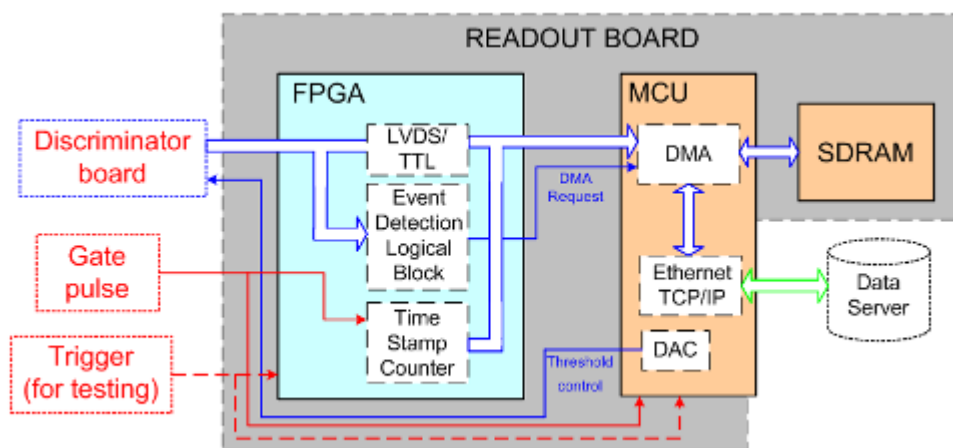 READOUT BOARD
FPGA
MCU
Discriminator
board
LVDS/
TTL
DMA
SDRAM
DMA
Request
Event
Detection
Logical
Block
Gate
pulse
Ethernet
TCP/IP
Data
Server
Time
Stamp
Counter
Trigger
(for testing)
Threshold
control
DAC